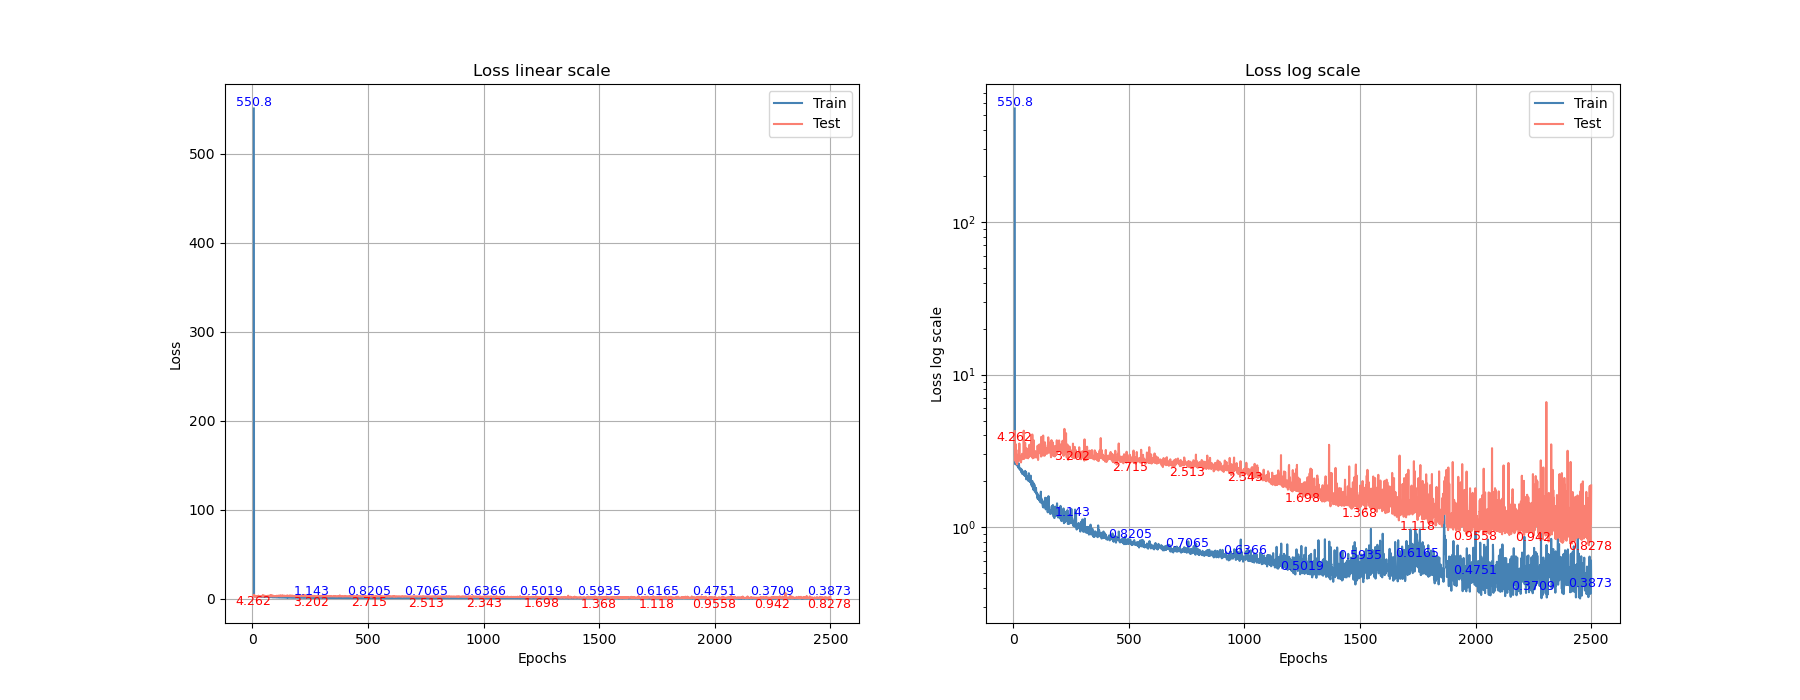 Loss linear scale
550.8
Train
Test
500
400
300
200
100
0
Loss
1.143 0.8205 0.7065 0.6366 0.5019 0.5935 0.6165 0.4751 0.3709 0.3873
4.262 3.202 2.715 2.513 2.343 1.698 1.368 1.118 0.9558 0.942 0.8278
0 500 1000 1500 2000 2500
Epochs
Loss log scale
550.8
Train
Test
10²
10¹
10⁰
Loss log scale
4.262 3.202 2.715 2.513 2.343 1.698 1.368 1.118 0.9558 0.942 0.8278
1.143 0.8205 0.7065 0.6366 0.5019 0.5935 0.6165 0.4751 0.3709 0.3873
0 500 1000 1500 2000 2500
Epochs